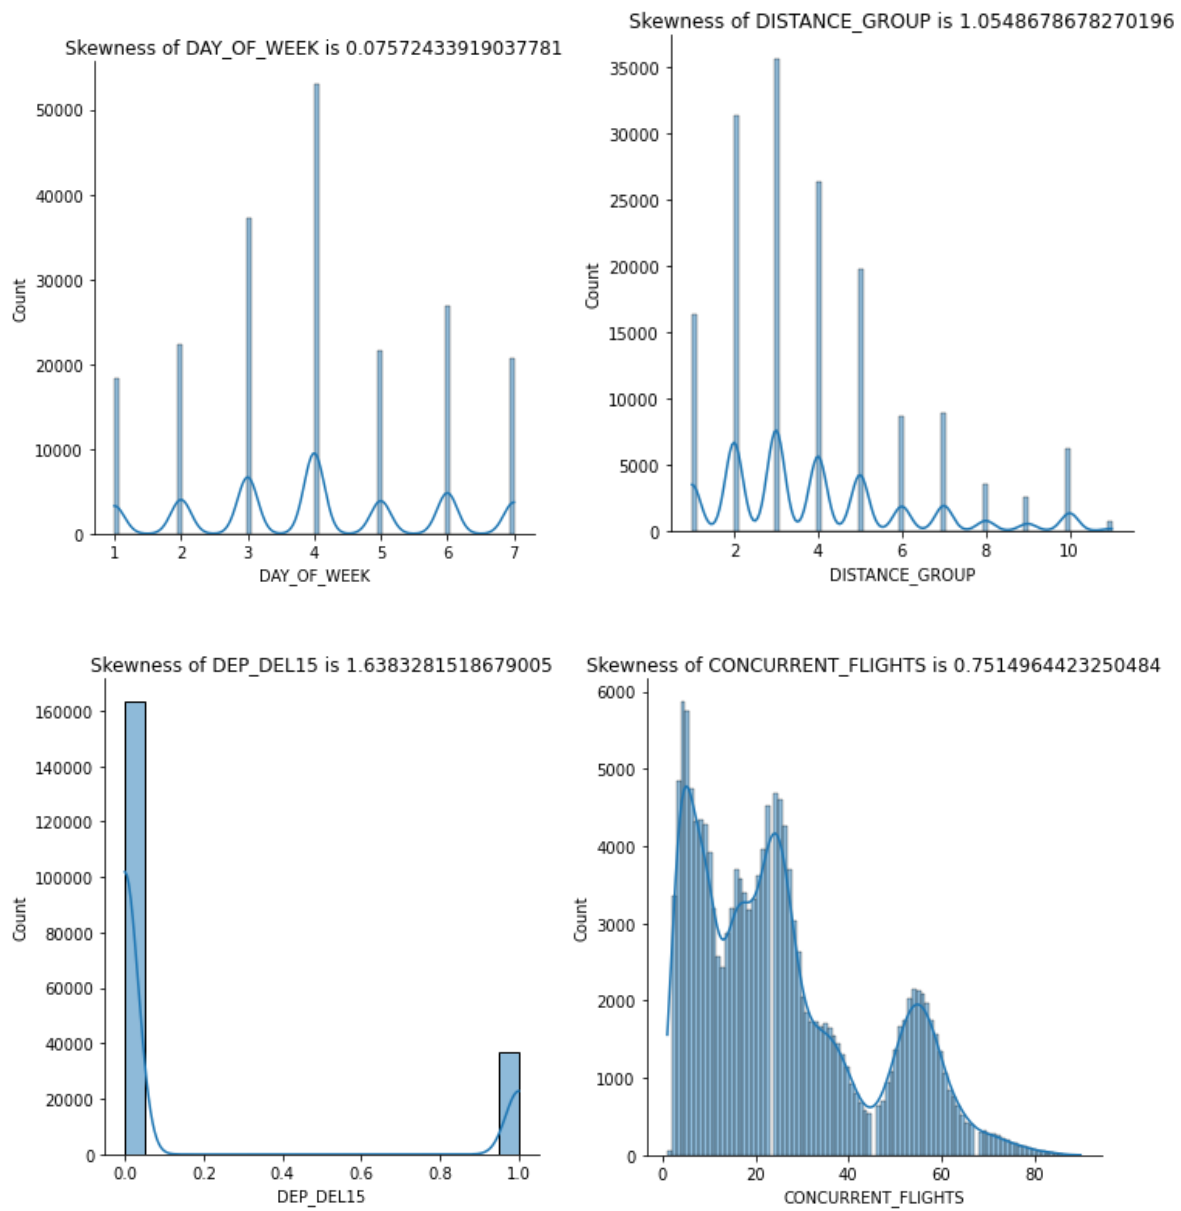 Skewness of DAY_OF_WEEK is 0.07572433919037781
50000
40000
30000
20000
10000
0
Count
1 2 3 4 5 6 7
DAY_OF_WEEK
Skewness of DISTANCE_GROUP is 1.0548678678270196
35000
30000
25000
20000
15000
10000
5000
0
Count
2 4 6 8 10
DISTANCE_GROUP
Skewness of DEP_DEL15 is 1.6383281518679005
160000
140000
120000
100000
80000
60000
40000
20000
0
Count
0.0 0.2 0.4 0.6 0.8 1.0
DEP_DEL15
Skewness of CONCURRENT_FLIGHTS is 0.7514964423250484
6000
5000
4000
3000
2000
1000
0
Count
0 20 40 60 80
CONCURRENT_FLIGHTS